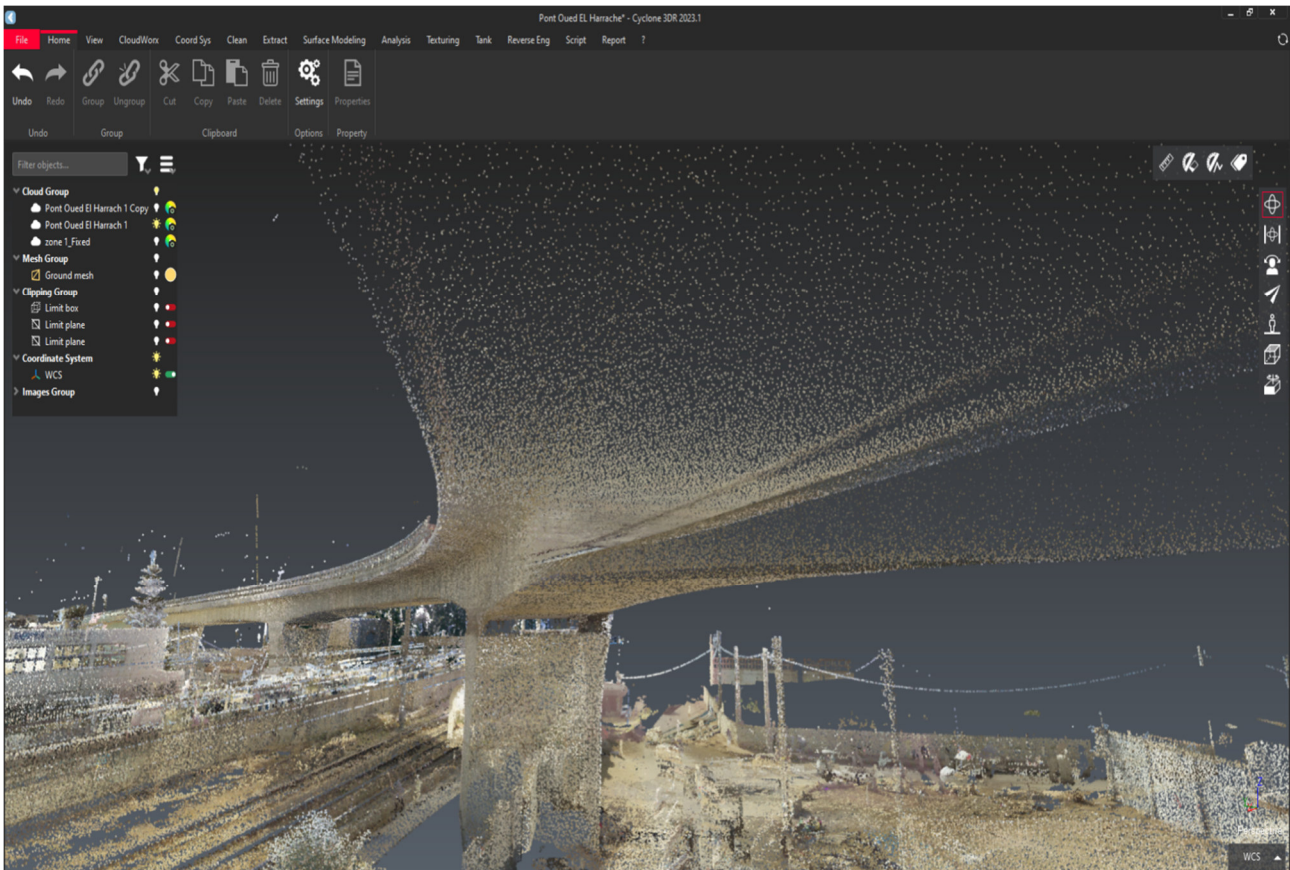 Pont Oued EL Harrache* - Cyclone 3DR 2023.1
File Home View CloudWorx Coord Sys Clean Extract Surface Modeling Analysis Texturing Tank Reverse Eng Script Report ?
Undo Redo Group Ungroup Cut Copy Paste Delete Settings Properties
Undo Group Clipboard Options Property
Filter objects...
Cloud Group
Pont Oued El Harrach 1 Copy
Pont Oued El Harrach 1
zone 1_Fixed
Mesh Group
Ground mesh
Clipping Group
Limit box
Limit plane
Limit plane
Coordinate System
WCS
Images Group
WCS